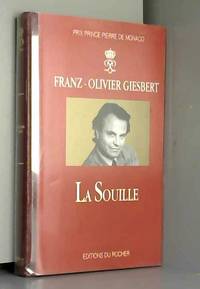 PRIX PRINCE PIERRE DE MONACO
FRANZ-OLIVIER GIESBERT
LA SOUILLE
EDITIONS DU ROCHER